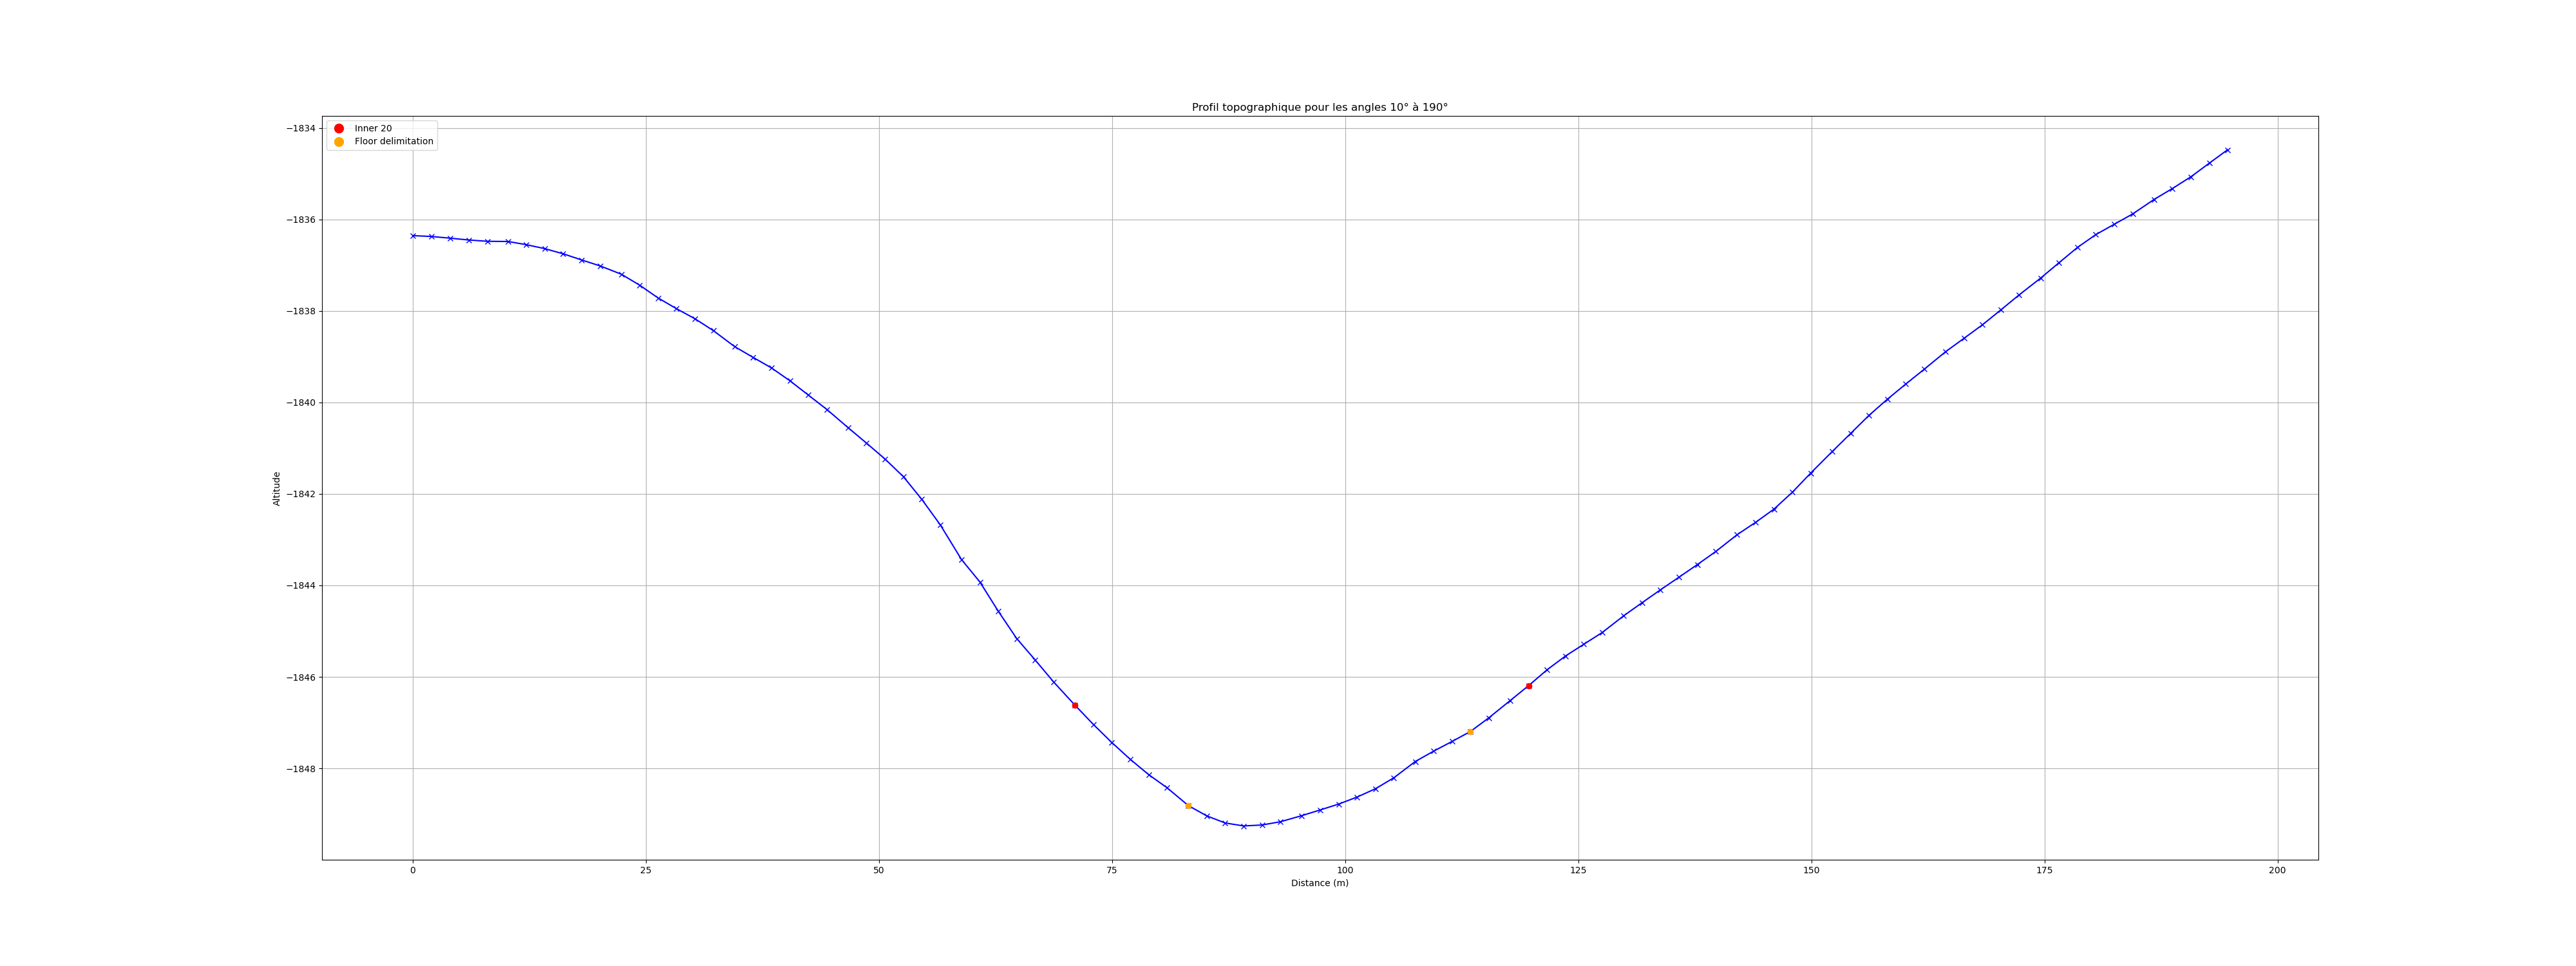 Profil topographique pour les angles 10° à 190°
Inner 20
Floor delimitation
−1834
−1836
−1838
−1840
−1842
−1844
−1846
−1848
Altitude
0 25 50 75 100 125 150 175 200
Distance (m)